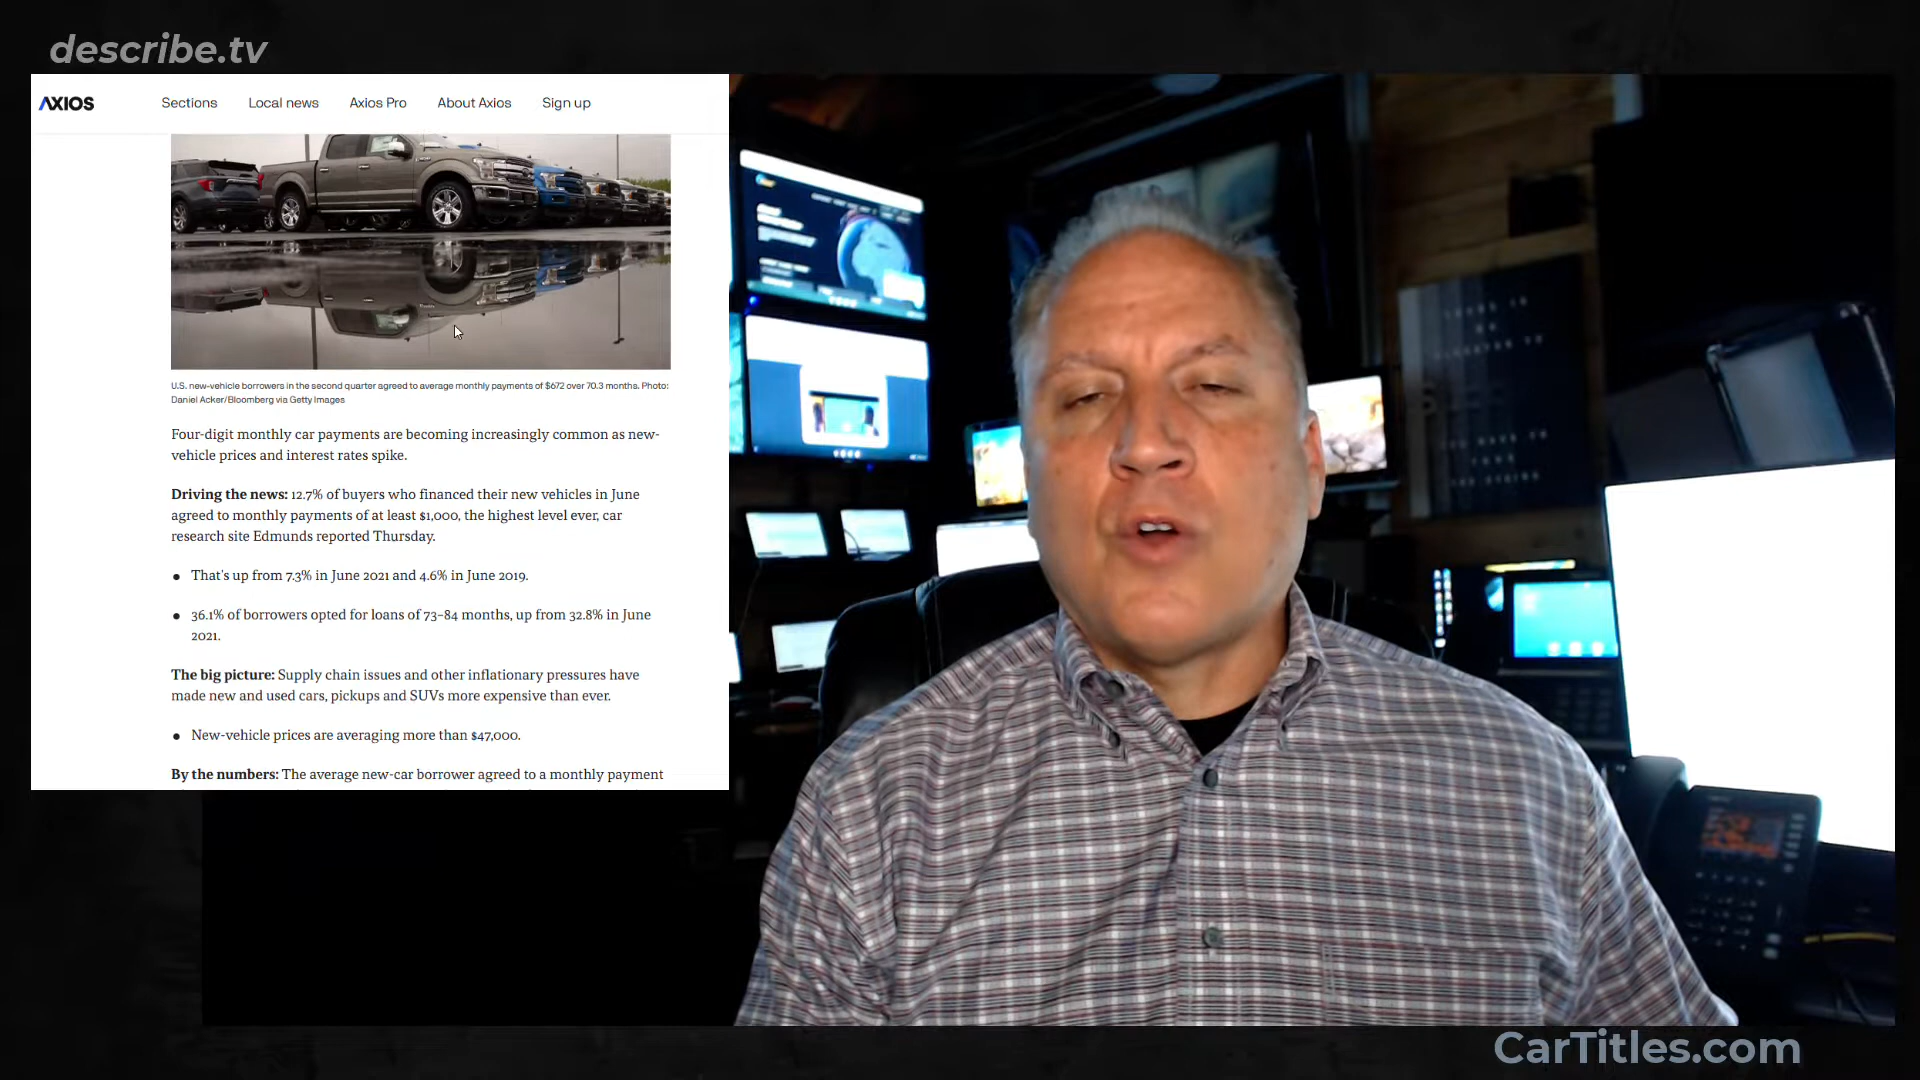 describe.tv
AXIOS
Sections
Local news
Axios Pro
About Axios
Sign up
U.S. new-vehicle borrowers in the second quarter agreed to average monthly payments of $672 over 70.3 months. Photo:
Daniel Acker/Bloomberg via Getty Images
Four-digit monthly car payments are becoming increasingly common as new-
vehicle prices and interest rates spike.
Driving the news: 12.7% of buyers who financed their new vehicles in June
agreed to monthly payments of at least $1,000, the highest level ever, car
research site Edmunds reported Thursday.
● That's up from 7.3% in June 2021 and 4.6% in June 2019.
● 36.1% of borrowers opted for loans of 73–84 months, up from 32.8% in June
2021.
The big picture: Supply chain issues and other inflationary pressures have
made new and used cars, pickups and SUVs more expensive than ever.
● New-vehicle prices are averaging more than $47,000.
By the numbers: The average new-car borrower agreed to a monthly payment
CarTitles.com